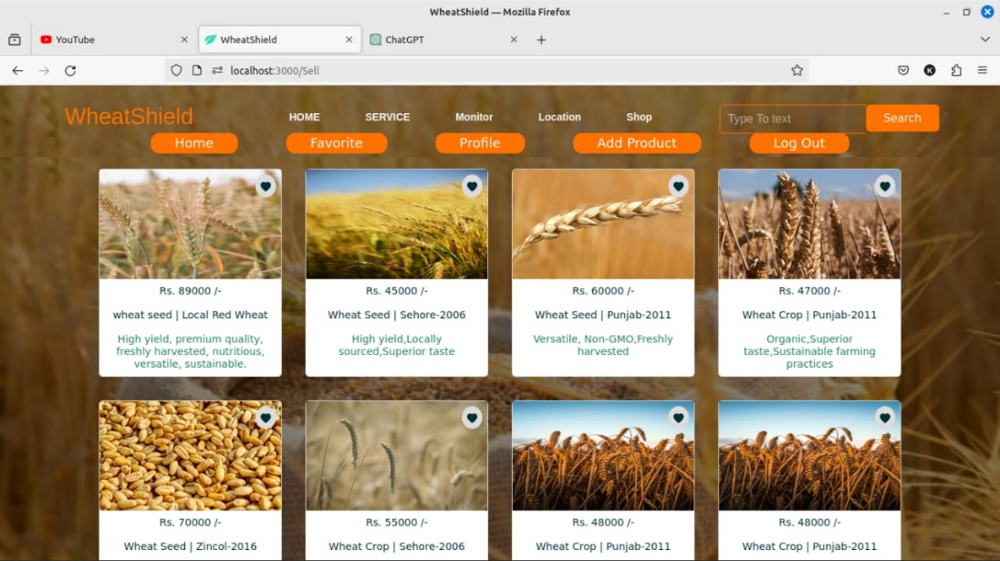 WheatShield — Mozilla Firefox
YouTube
WheatShield
ChatGPT
localhost:3000/Sell
WheatShield
HOME SERVICE Monitor Location Shop
Type To text
Search
Home Favorite Profile Add Product Log Out
Rs. 89000 /-
wheat seed | Local Red Wheat
High yield, premium quality,
freshly harvested, nutritious,
versatile, sustainable.
Rs. 45000 /-
Wheat Seed | Sehore-2006
High yield,Locally
sourced,Superior taste
Rs. 60000 /-
Wheat Seed | Punjab-2011
Versatile, Non-GMO,Freshly
harvested
Rs. 47000 /-
Wheat Crop | Punjab-2011
Organic,Superior
taste,Sustainable farming
practices
Rs. 70000 /-
Wheat Seed | Zincol-2016
Rs. 55000 /-
Wheat Crop | Sehore-2006
Rs. 48000 /-
Wheat Crop | Punjab-2011
Rs. 48000 /-
Wheat Crop | Punjab-2011